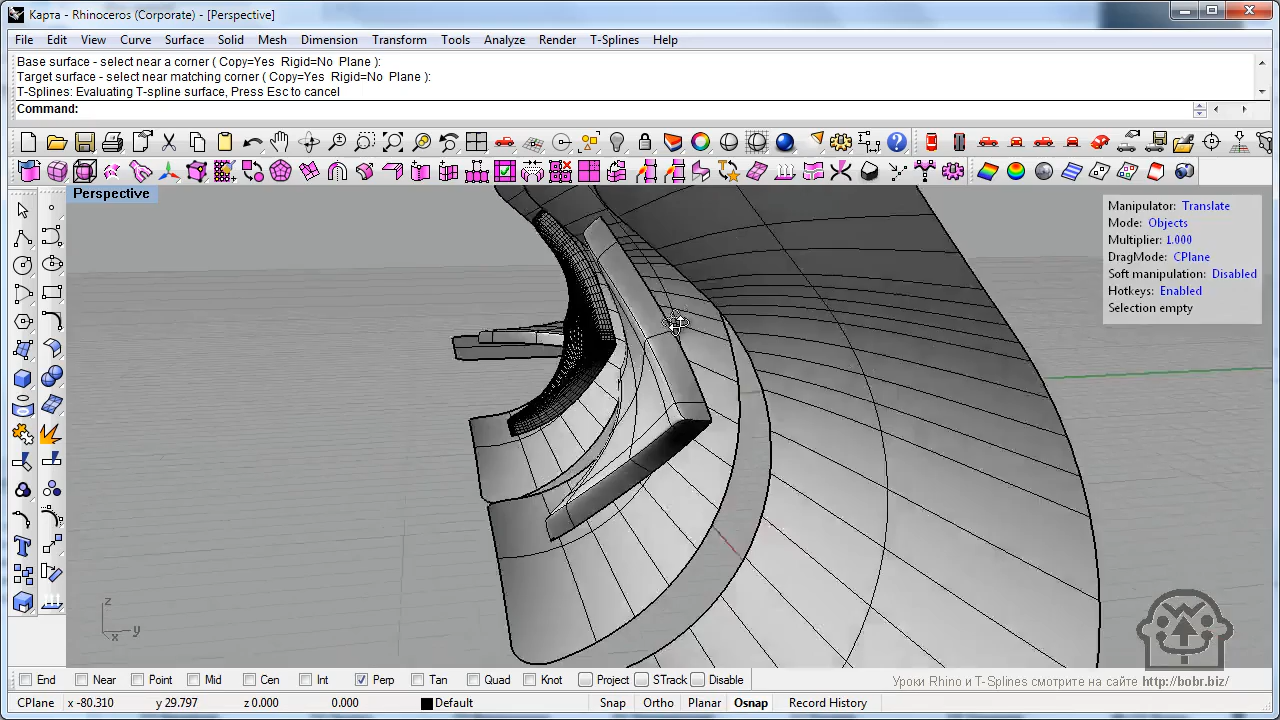 Карта - Rhinoceros (Corporate) - [Perspective]
File Edit View Curve Surface Solid Mesh Dimension Transform Tools Analyze Render T-Splines Help
Base surface - select near a corner ( Copy=Yes Rigid=No Plane ):
Target surface - select near matching corner ( Copy=Yes Rigid=No Plane ):
T-Splines: Evaluating T-spline surface, Press Esc to cancel
Command:
Perspective
Manipulator: Translate
Mode: Objects
Multiplier: 1.000
DragMode: CPlane
Soft manipulation: Disabled
Hotkeys: Enabled
Selection empty
z
x y
End Near Point Mid Cen Int Perp Tan Quad Knot Project STrack Disable
Уроки Rhino и T-Splines смотрите на сайте http://bobr.biz/
CPlane x -80.310 y 29.797 z 0.000 0.000 Default Snap Ortho Planar Osnap Record History